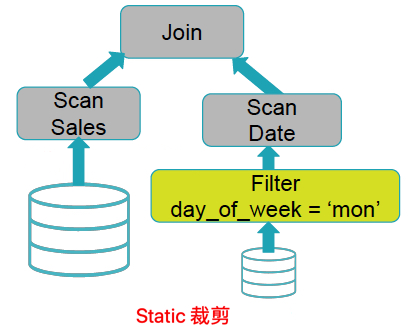 Join
Scan
Sales
Scan
Date
Filter
day_of_week = ‘mon’
Static 裁剪